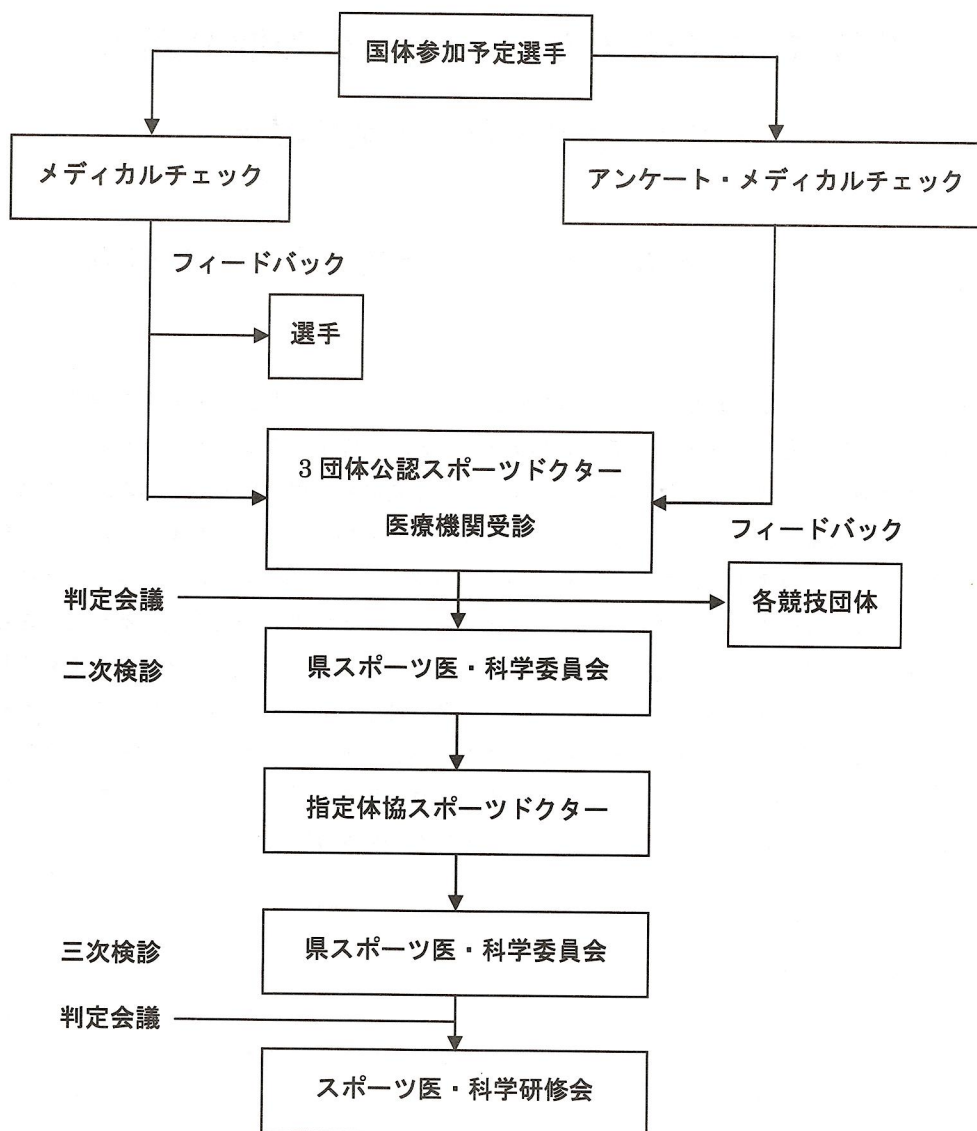 国体参加予定選手
メディカルチェック
アンケート・メディカルチェック
フィードバック
選手
3団体公認スポーツドクター
医療機関受診
フィードバック
判定会議
各競技団体
二次検診
県スポーツ医・科学委員会
指定体協スポーツドクター
三次検診
県スポーツ医・科学委員会
判定会議
スポーツ医・科学研修会